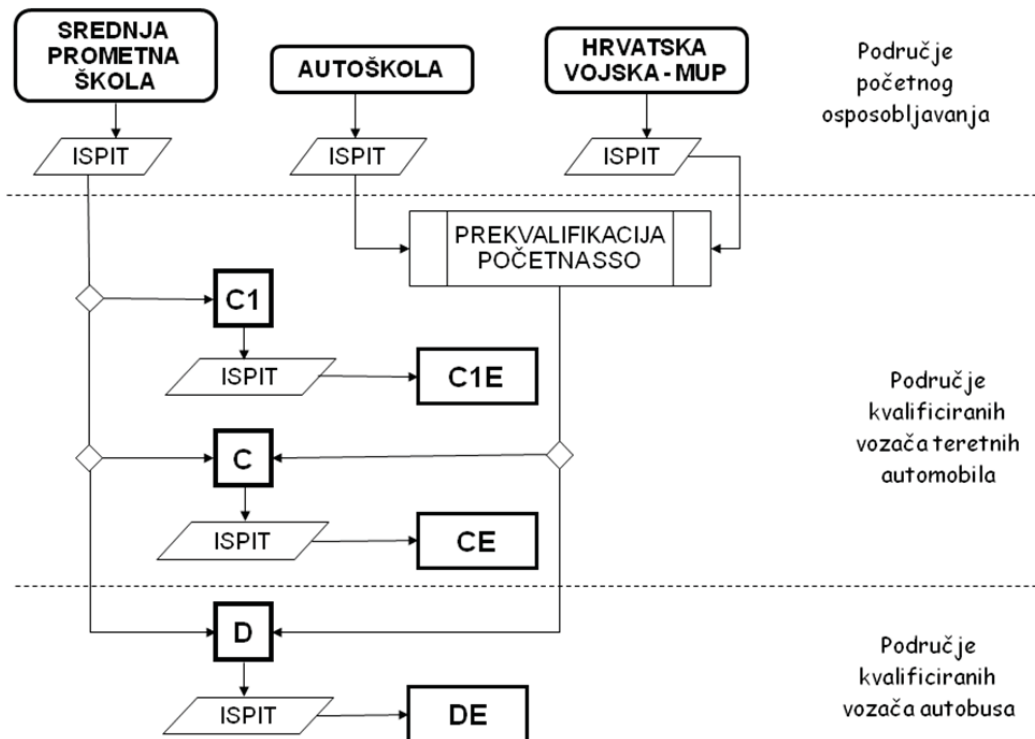 SREDNJA
PROMETNA
ŠKOLA
AUTOŠKOLA
HRVATSKA
VOJSKA - MUP
Područje
početnog
osposobljavanja
ISPIT
ISPIT
ISPIT
PREKVALIFIKACIJA
POČETNASSO
C1
ISPIT
C1E
Područje
kvalificiranih
vozača teretnih
automobila
C
ISPIT
CE
D
ISPIT
DE
Područje
kvalificiranih
vozača autobusa